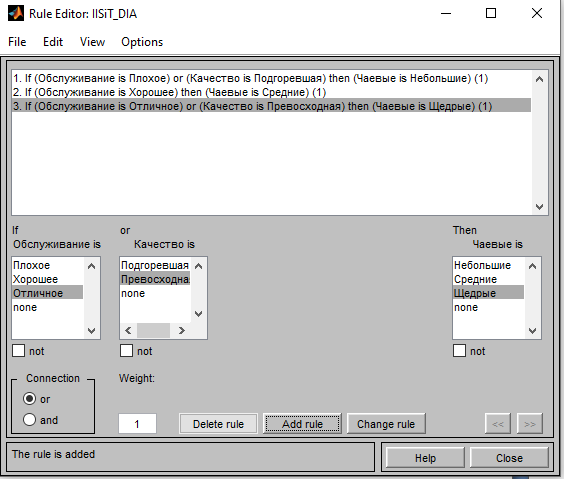 Rule Editor: IISiT_DIA
File Edit View Options
1. If (Обслуживание is Плохое) or (Качество is Подгоревшая) then (Чаевые is Небольшие) (1)
2. If (Обслуживание is Хорошее) then (Чаевые is Средние) (1)
3. If (Обслуживание is Отличное) or (Качество is Превосходная) then (Чаевые is Щедрые) (1)
If or Then
Обслуживание is Качество is Чаевые is
Плохое Подгоревшая Небольшие
Хорошее Превосходна Средние
Отличное none Щедрые
none none
not not not
Connection Weight:
or
and 1 Delete rule Add rule Change rule << >>
The rule is added Help Close